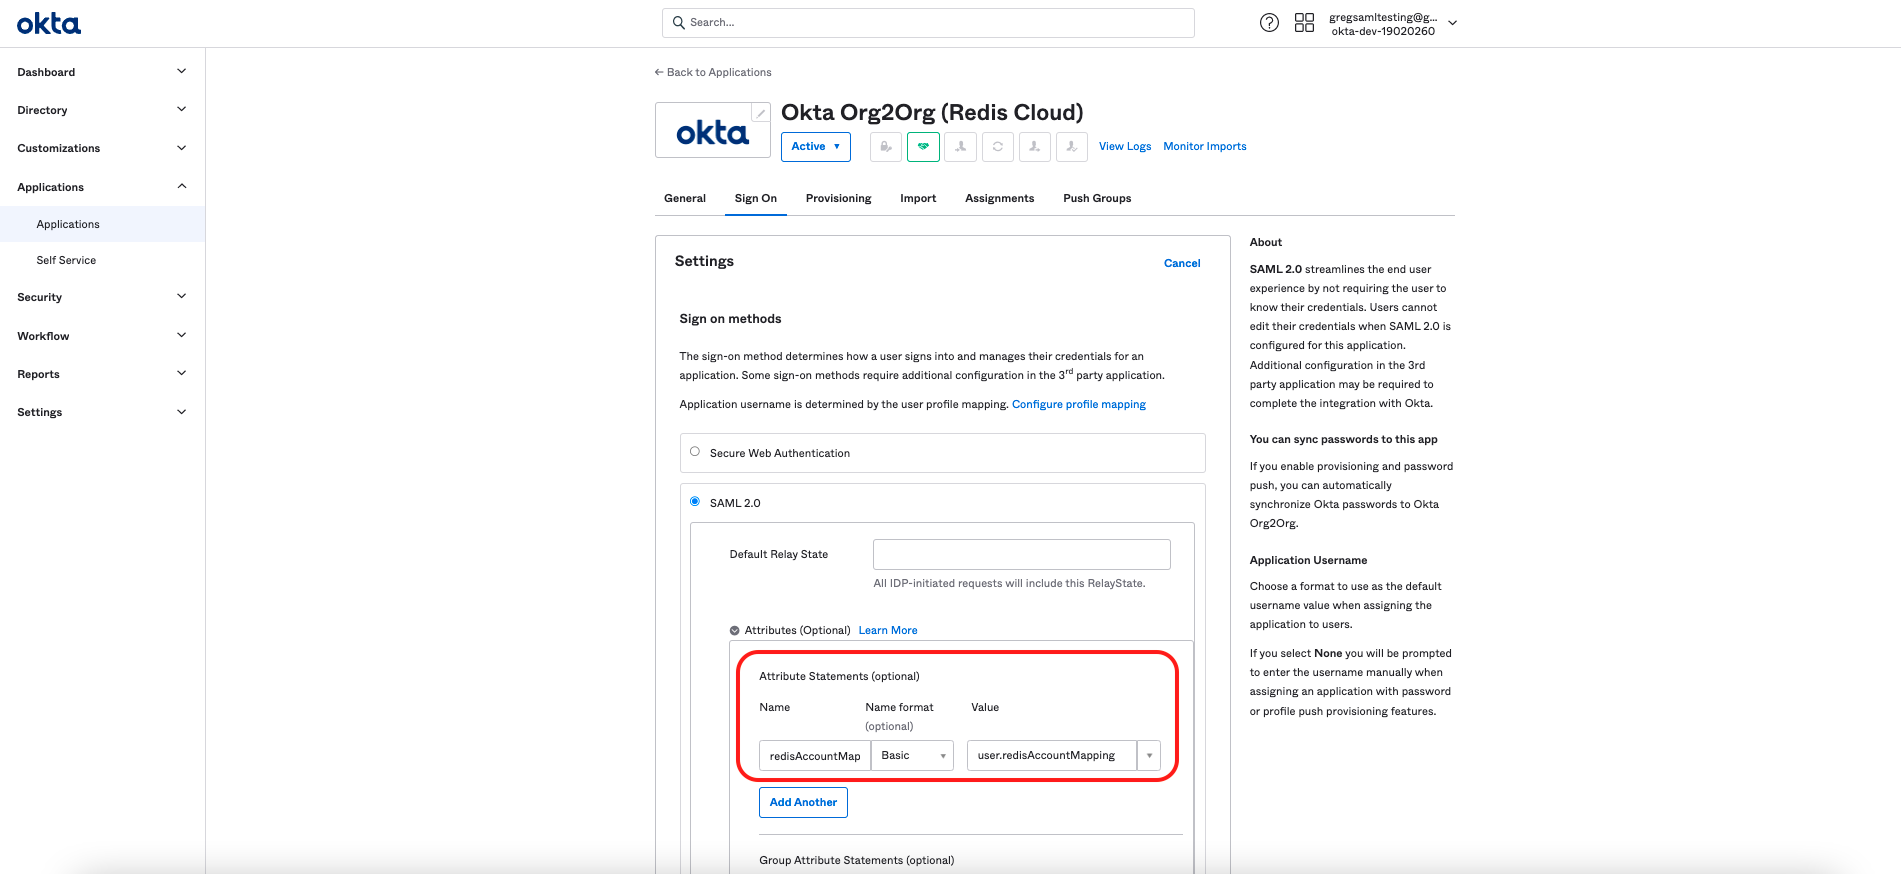 okta
Search...
gregsamltesting@g...
okta-dev-19020260
Dashboard
Directory
Customizations
Applications
Applications
Self Service
Security
Workflow
Reports
Settings
← Back to Applications
okta
Okta Org2Org (Redis Cloud)
Active
View Logs
Monitor Imports
General
Sign On
Provisioning
Import
Assignments
Push Groups
Settings
Cancel
Sign on methods
The sign-on method determines how a user signs into and manages their credentials for an
application. Some sign-on methods require additional configuration in the 3rd party application.
Application username is determined by the user profile mapping. Configure profile mapping
Secure Web Authentication
SAML 2.0
Default Relay State
All IDP-initiated requests will include this RelayState.
Attributes (Optional) Learn More
Attribute Statements (optional)
Name
Name format
(optional)
Value
redisAccountMap
Basic
user.redisAccountMapping
Add Another
Group Attribute Statements (optional)
About
SAML 2.0 streamlines the end user
experience by not requiring the user to
know their credentials. Users cannot
edit their credentials when SAML 2.0 is
configured for this application.
Additional configuration in the 3rd
party application may be required to
complete the integration with Okta.
You can sync passwords to this app
If you enable provisioning and password
push, you can automatically
synchronize Okta passwords to Okta
Org2Org.
Application Username
Choose a format to use as the default
username value when assigning the
application to users.
If you select None you will be prompted
to enter the username manually when
assigning an application with password
or profile push provisioning features.